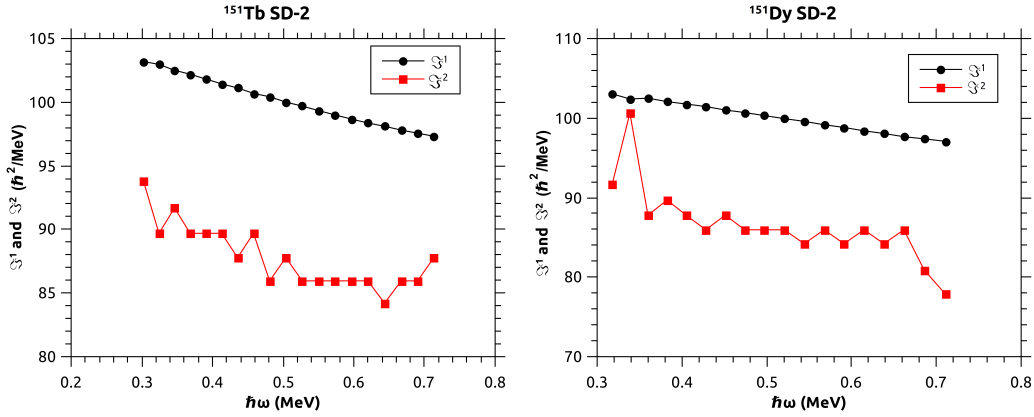 ¹⁵¹Tb SD-2
105
100
95
90
85
80
0.2 0.3 0.4 0.5 0.6 0.7 0.8
ħω (MeV)
ℑ¹ and ℑ² (ħ²/MeV)
ℑ¹
ℑ²
¹⁵¹Dy SD-2
110
100
90
80
70
0.3 0.4 0.5 0.6 0.7 0.8
ħω (MeV)
ℑ¹ and ℑ² (ħ²/MeV)
ℑ¹
ℑ²